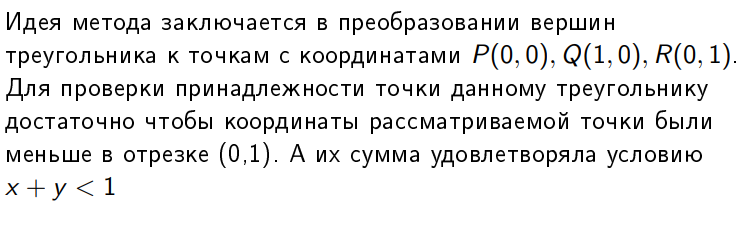 Идея метода заключается в преобразовании вершин
треугольника к точкам с координатами P(0, 0), Q(1, 0), R(0, 1).
Для проверки принадлежности точки данному треугольнику
достаточно чтобы координаты рассматриваемой точки были
меньше в отрезке (0,1). А их сумма удовлетворяла условию
x + y < 1